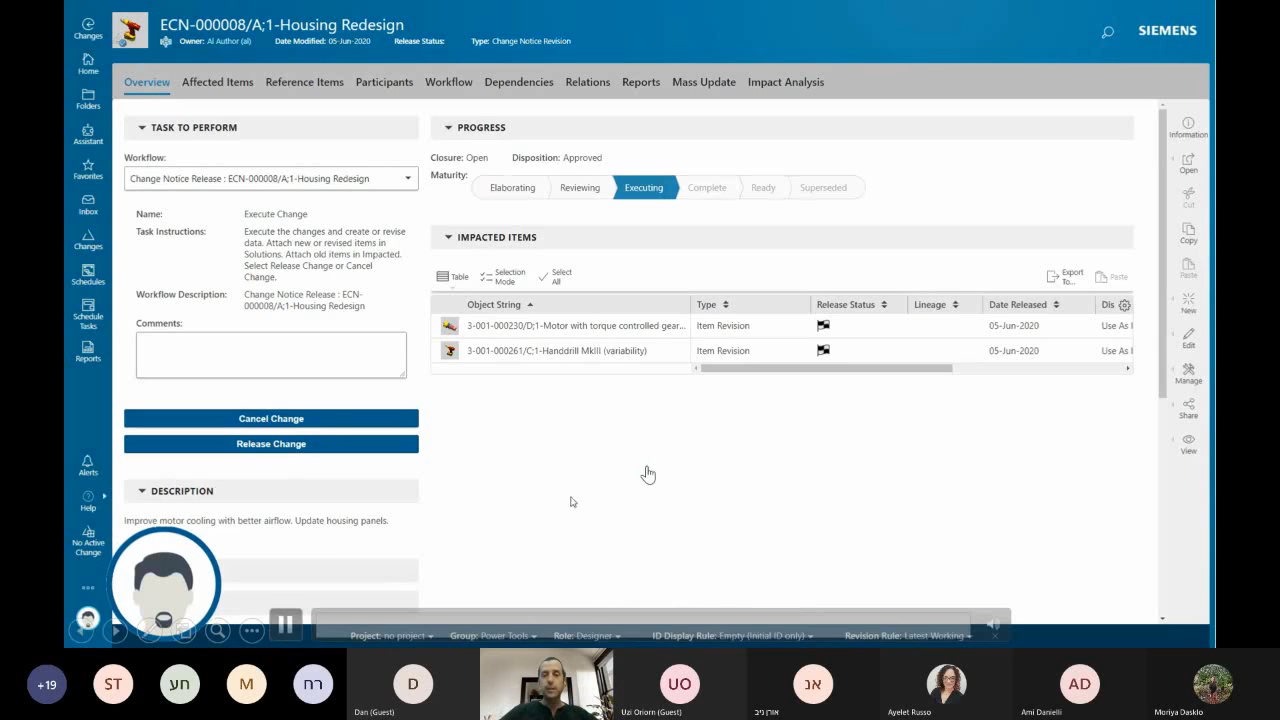 Changes
Home
Folders
Assistant
Favorites
Inbox
Changes
Schedules
Schedule
Tasks
Reports
Alerts
Help
No Active
Change
ECN-000008/A;1-Housing Redesign
Owner: Al Author (al) Date Modified: 05-Jun-2020 Release Status: Type: Change Notice Revision
SIEMENS
Overview Affected Items Reference Items Participants Workflow Dependencies Relations Reports Mass Update Impact Analysis
TASK TO PERFORM
Workflow:
Change Notice Release : ECN-000008/A;1-Housing Redesign
Name: Execute Change
Task Instructions: Execute the changes and create or revise
data. Attach new or revised items in
Solutions. Attach old items in Impacted.
Select Release Change or Cancel
Change.
Workflow Description: Change Notice Release : ECN-
000008/A;1-Housing Redesign
Comments:
Cancel Change
Release Change
DESCRIPTION
Improve motor cooling with better airflow. Update housing panels.
PROGRESS
Closure: Open Disposition: Approved
Maturity:
Elaborating Reviewing Executing Complete Ready Superseded
IMPACTED ITEMS
Table Selection
Mode Select
All Export
To... Paste
Object String Type Release Status Lineage Date Released Dis
3-001-000230/D;1-Motor with torque controlled gear... Item Revision 05-Jun-2020 Use As I
3-001-000261/C;1-Handdrill MkIII (variability) Item Revision 05-Jun-2020 Use As I
Information
Open
Cut
Copy
Paste
New
Edit
Manage
Share
View
Project: no project Group: Power Tools Role: Designer ID Display Rule: Empty (Initial ID only) Revision Rule: Latest Working
+19 ST חע M רח D UO אנ AD
Dan (Guest) Uzi Oriorn (Guest) אורן ניב Ayelet Russo Ami Danielli Moriya Dasklo